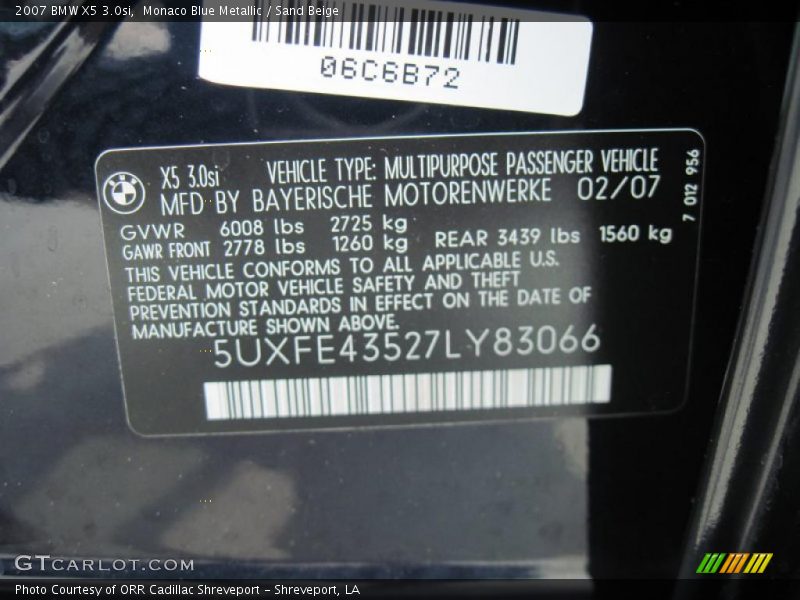 2007 BMW X5 3.0si, Monaco Blue Metallic / Sand Beige
06C6B72
BMW
X5 3.0si VEHICLE TYPE: MULTIPURPOSE PASSENGER VEHICLE
MFD BY BAYERISCHE MOTORENWERKE 02/07
GVWR 6008 lbs 2725 kg
GAWR FRONT 2778 lbs 1260 kg REAR 3439 lbs 1560 kg
THIS VEHICLE CONFORMS TO ALL APPLICABLE U.S.
FEDERAL MOTOR VEHICLE SAFETY AND THEFT
PREVENTION STANDARDS IN EFFECT ON THE DATE OF
MANUFACTURE SHOWN ABOVE.
5UXFE43527LY83066
7 012 956
GTCARLOT.COM
Photo Courtesy of ORR Cadillac Shreveport - Shreveport, LA